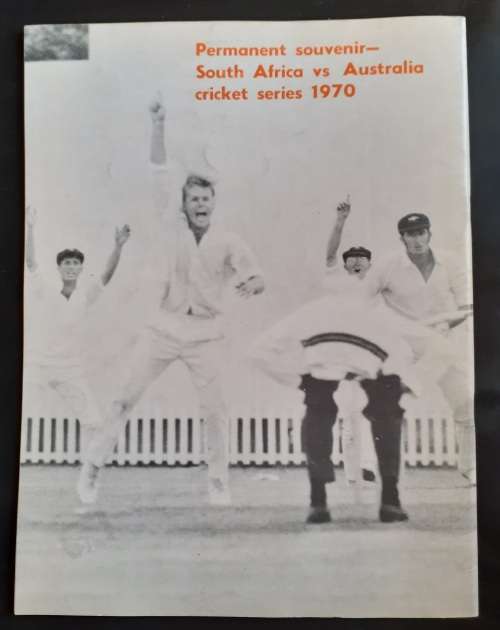 Permanent souvenir—
South Africa vs Australia
cricket series 1970